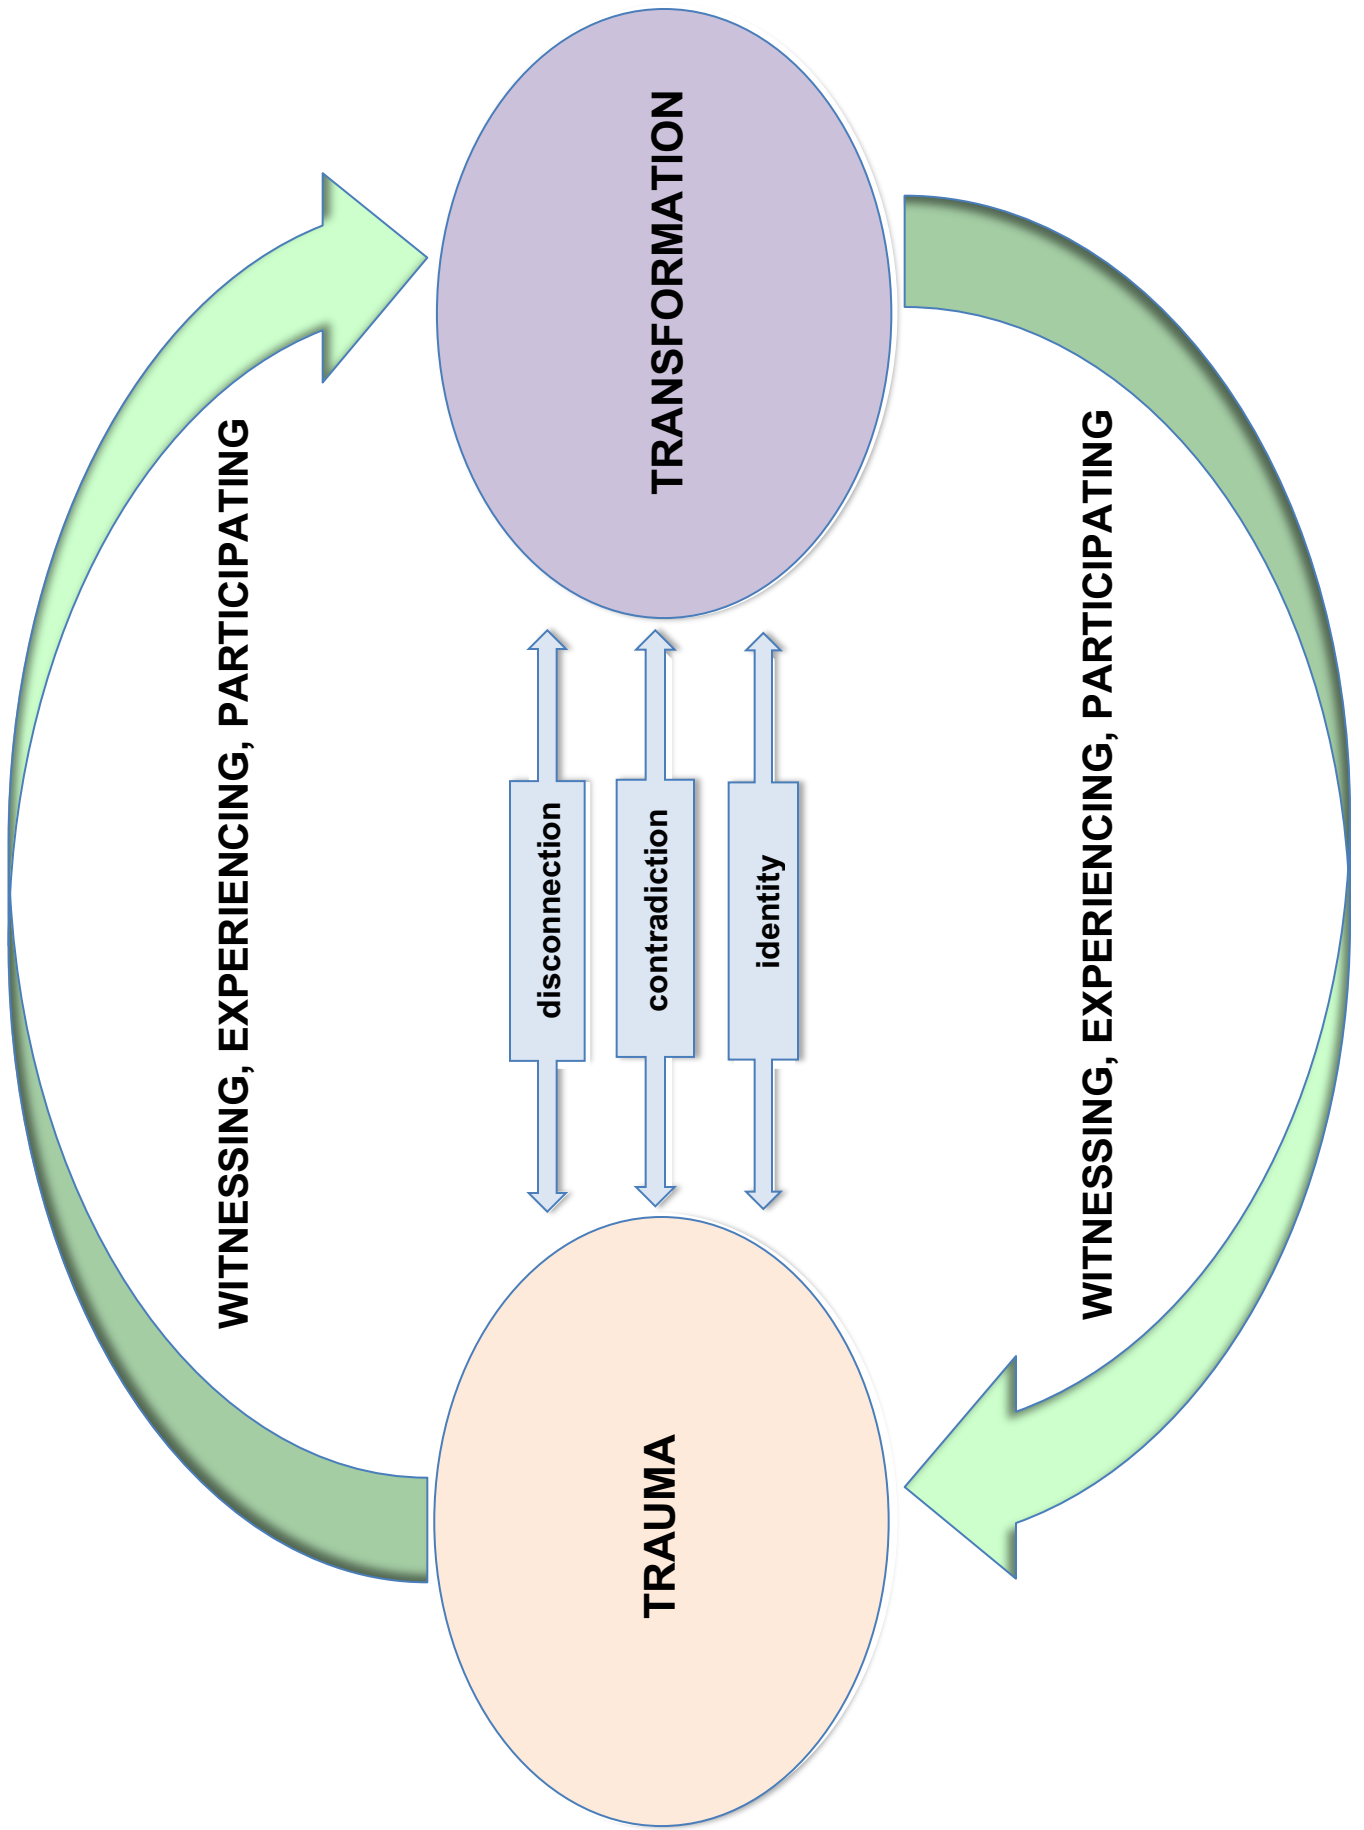 WITNESSING, EXPERIENCING, PARTICIPATING
TRAUMA
disconnection
contradiction
identity
TRANSFORMATION
WITNESSING, EXPERIENCING, PARTICIPATING